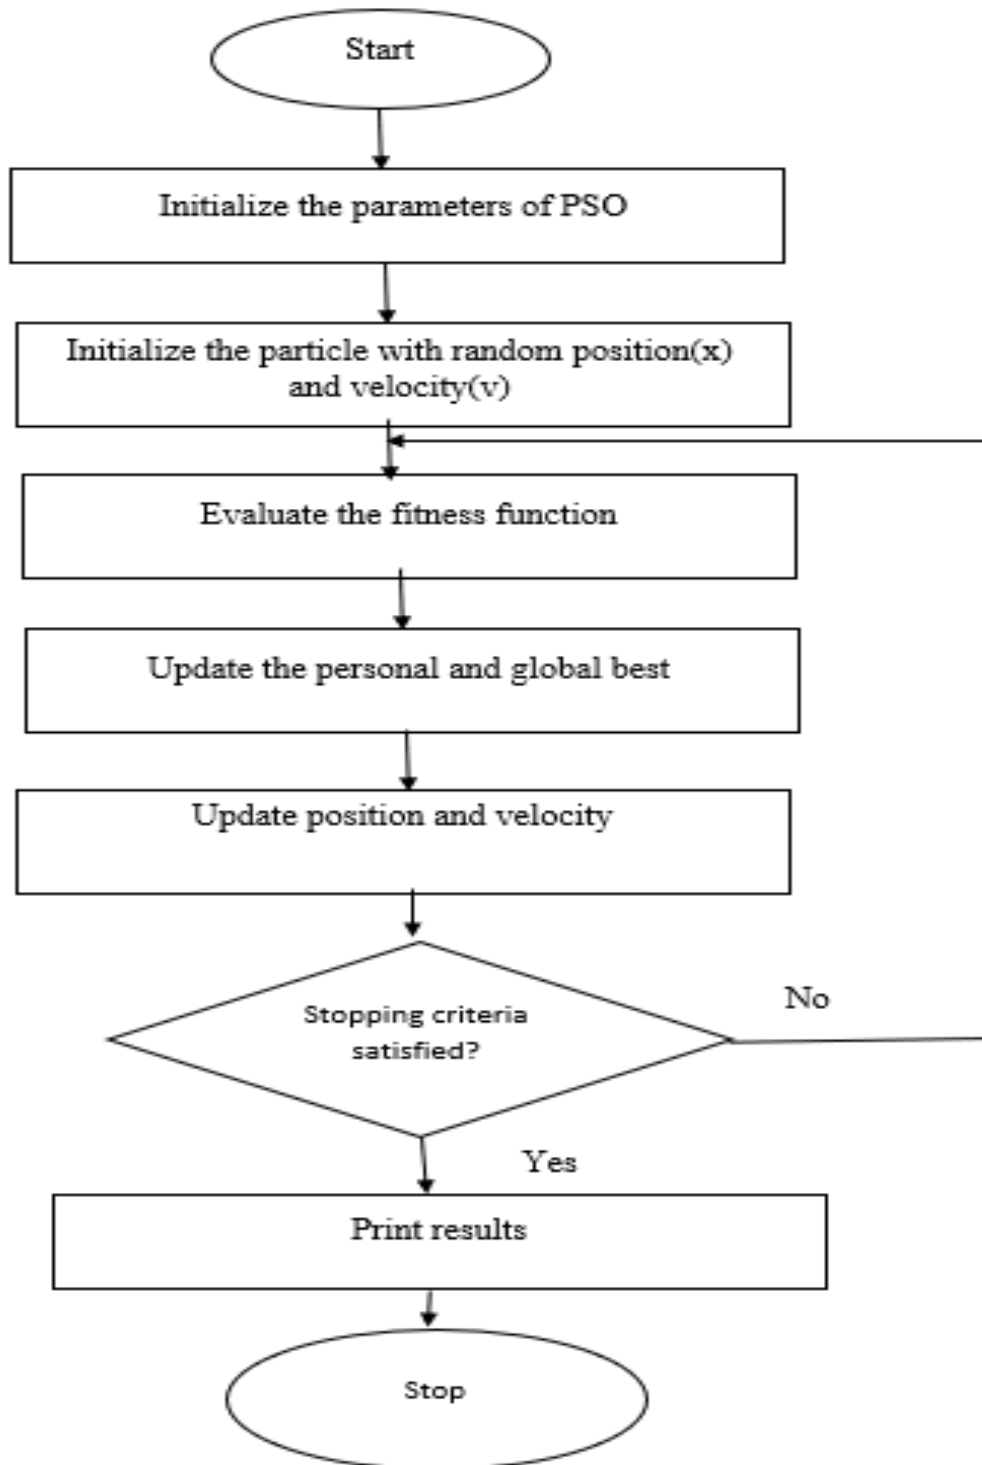 Start
Initialize the parameters of PSO
Initialize the particle with random position(x)
and velocity(v)
Evaluate the fitness function
Update the personal and global best
Update position and velocity
Stopping criteria
satisfied?
No
Yes
Print results
Stop